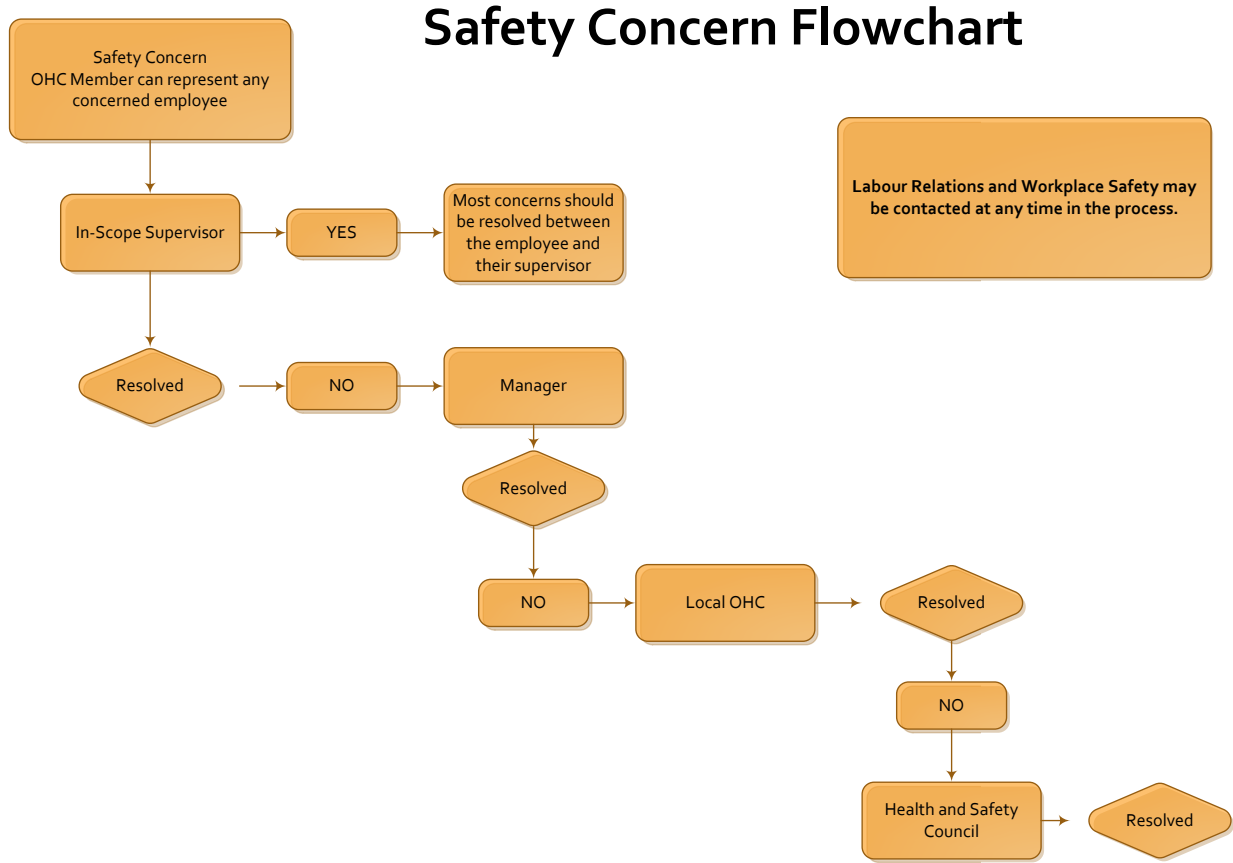 Safety Concern Flowchart
Safety Concern
OHC Member can represent any
concerned employee
Labour Relations and Workplace Safety may
be contacted at any time in the process.
In-Scope Supervisor
YES
Most concerns should
be resolved between
the employee and
their supervisor
Resolved
NO
Manager
Resolved
NO
Local OHC
Resolved
NO
Health and Safety
Council
Resolved